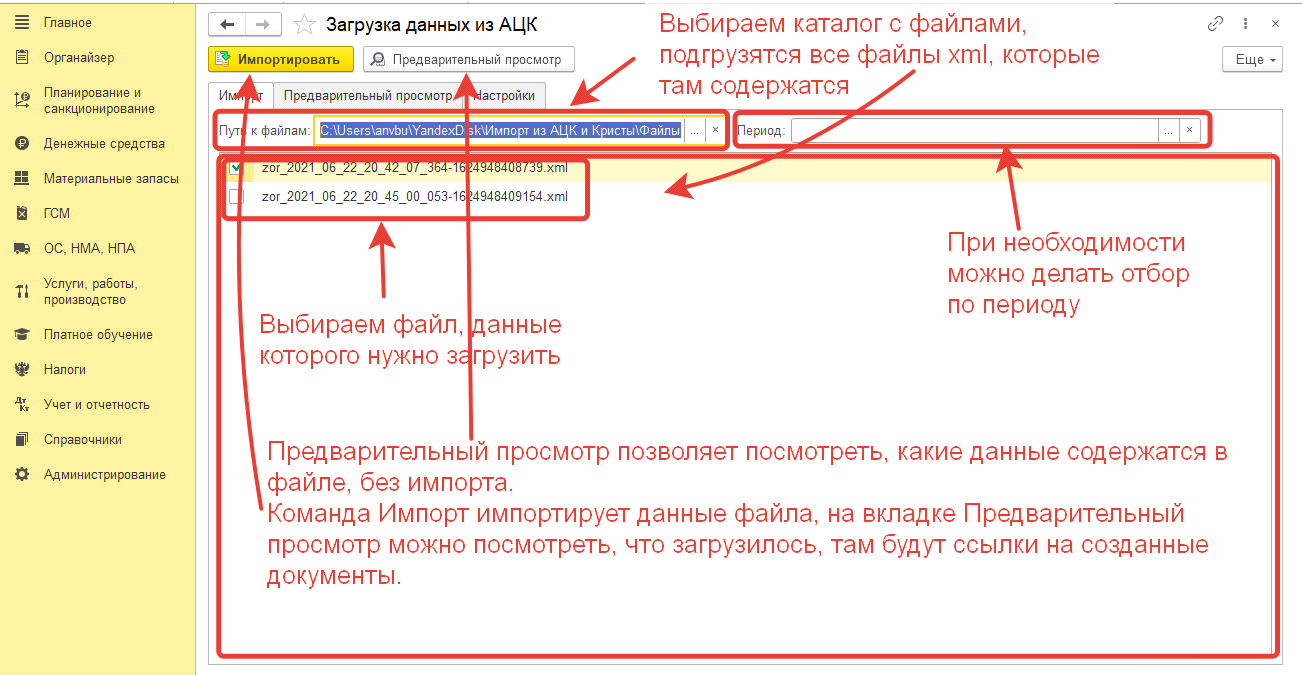 Главное
Органайзер
Планирование и
санкционирование
Денежные средства
Материальные запасы
ГСМ
ОС, НМА, НПА
Услуги, работы,
производство
Платное обучение
Налоги
Учет и отчетность
Справочники
Администрирование
Загрузка данных из АЦК
Импортировать
Предварительный просмотр
Еще
Импорт
Предварительный просмотр
Настройки
Выбираем каталог с файлами,
подгрузятся все файлы xml, которые
там содержатся
Путь к файлам:
C:\Users\anvbu\YandexDisk\Импорт из АЦК и Кристы\Файлы
Период:
zor_2021_06_22_20_42_07_364-1624948408739.xml
zor_2021_06_22_20_45_00_053-1624948409154.xml
При необходимости
можно делать отбор
по периоду
Выбираем файл, данные
которого нужно загрузить
Предварительный просмотр позволяет посмотреть, какие данные содержатся в
файле, без импорта.
Команда Импорт импортирует данные файла, на вкладке Предварительный
просмотр можно посмотреть, что загрузилось, там будут ссылки на созданные
документы.